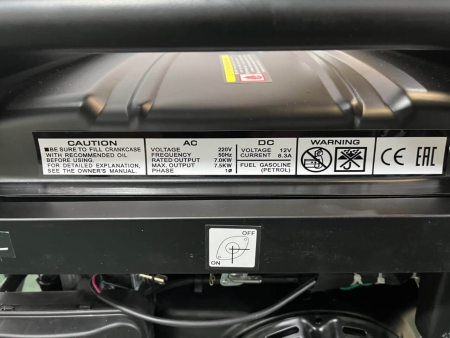 CAUTION
■BE SURE TO FILL CRANKCASE
WITH RECOMMENDED OIL
BEFORE USING.
FOR DETAILED EXPLANATION,
SEE THE OWNER'S MANUAL.
AC
VOLTAGE 220V
FREQUENCY 50Hz
RATED OUTPUT 7.0KW
MAX. OUTPUT 7.5KW
PHASE 1Ø
DC
VOLTAGE 12V
CURRENT 8.3A
FUEL GASOLINE
(PETROL)
WARNING
CE EAC
OFF
ON